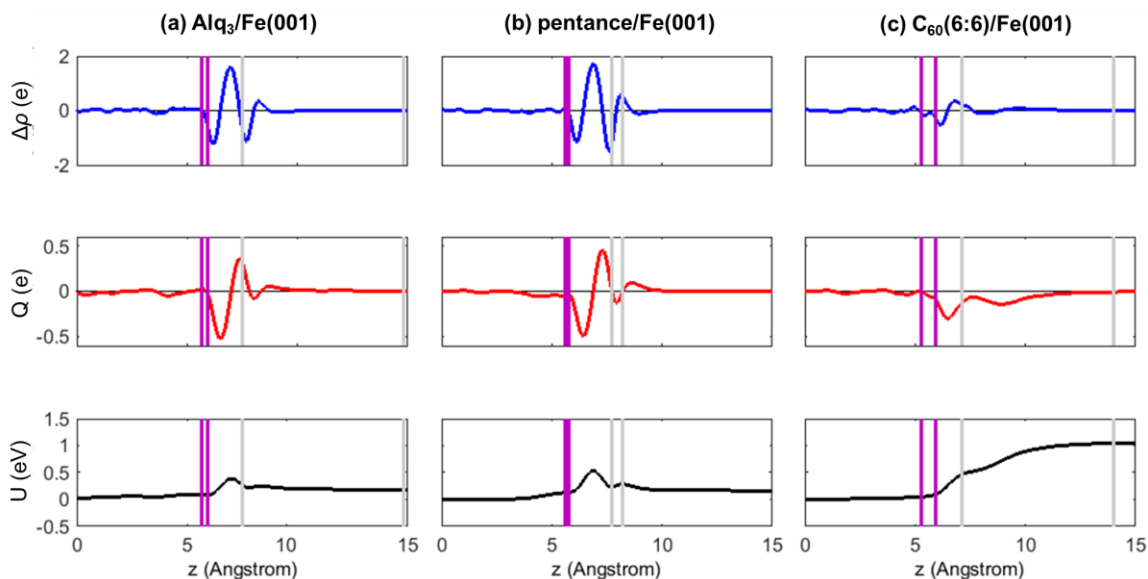 (a) Alq₃/Fe(001)
(b) pentance/Fe(001)
(c) C₆₀(6:6)/Fe(001)
Δρ (e)
2
0
-2
Q (e)
0.5
0
-0.5
U (eV)
1.5
1
0.5
0
-0.5
0 5 10 15
0 5 10 15
0 5 10 15
z (Angstrom)
z (Angstrom)
z (Angstrom)